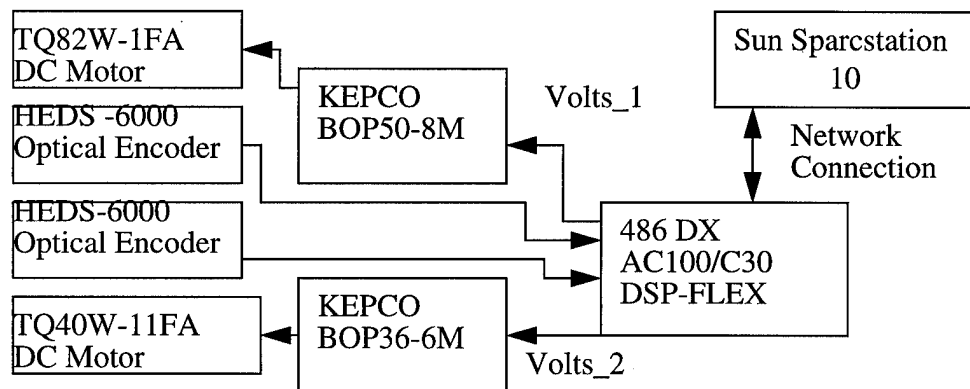 TQ82W-1FA
DC Motor
HEDS -6000
Optical Encoder
HEDS-6000
Optical Encoder
TQ40W-11FA
DC Motor
KEPCO
BOP50-8M
KEPCO
BOP36-6M
Volts_1
Volts_2
Sun Sparcstation
10
Network
Connection
486 DX
AC100/C30
DSP-FLEX